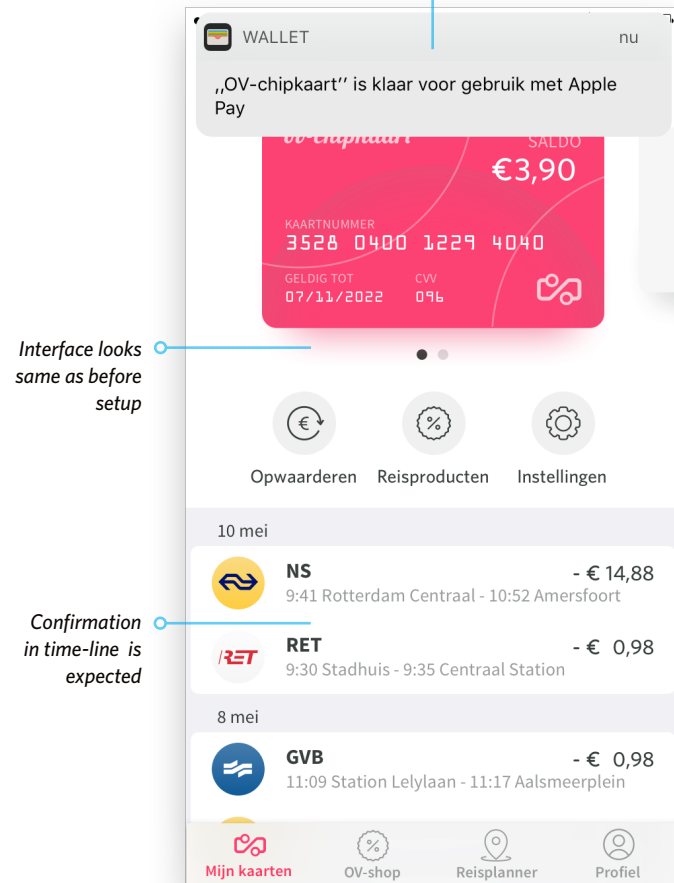 WALLET nu
,,OV-chipkaart’’ is klaar voor gebruik met Apple
Pay
ov-chipkaart SALDO
€3,90
KAARTNUMMER
3528 0400 1229 4040
GELDIG TOT CVV
07/11/2022 096
Interface looks
same as before
setup
Opwaarderen Reisproducten Instellingen
10 mei
NS - € 14,88
9:41 Rotterdam Centraal - 10:52 Amersfoort
Confirmation
in time-line is
expected
RET RET - € 0,98
9:30 Stadhuis - 9:35 Centraal Station
8 mei
GVB - € 0,98
11:09 Station Lelylaan - 11:17 Aalsmeerplein
Mijn kaarten OV-shop Reisplanner Profiel